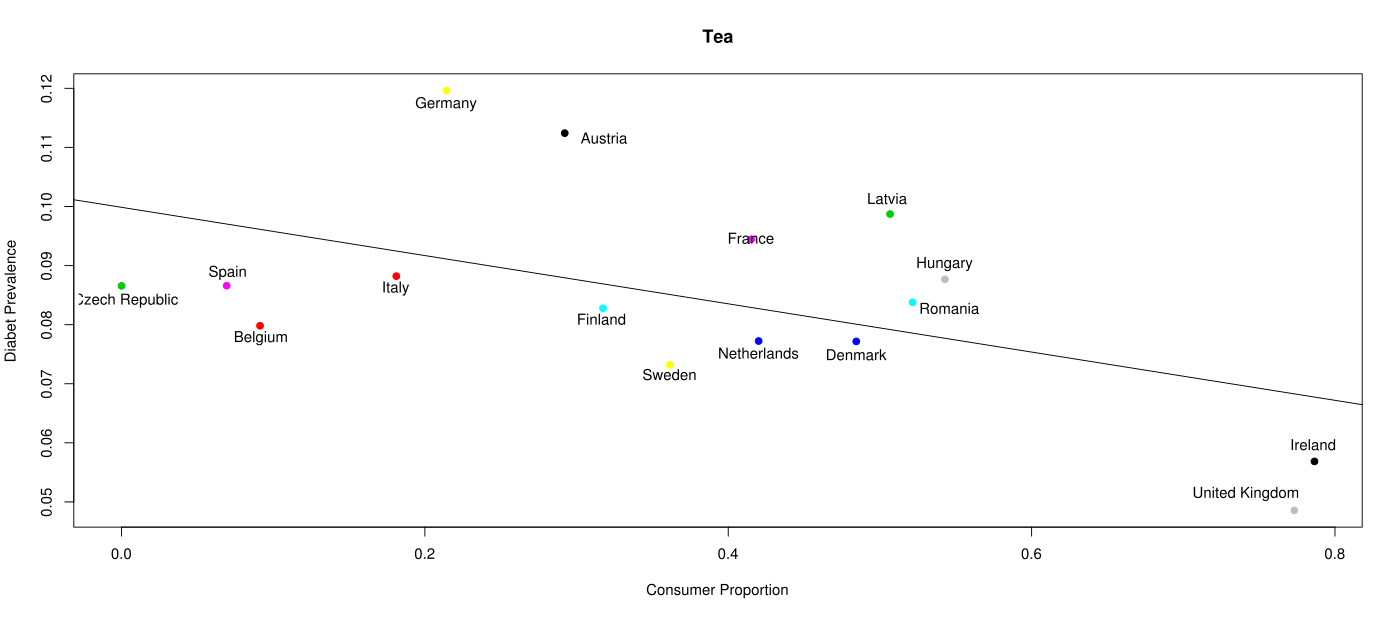 Tea
Diabet Prevalence
0.12
0.11
0.10
0.09
0.08
0.07
0.06
0.05
Germany
Austria
Latvia
France
Hungary
Spain
Italy
Czech Republic
Romania
Finland
Belgium
Netherlands
Denmark
Sweden
Ireland
United Kingdom
0.0 0.2 0.4 0.6 0.8
Consumer Proportion